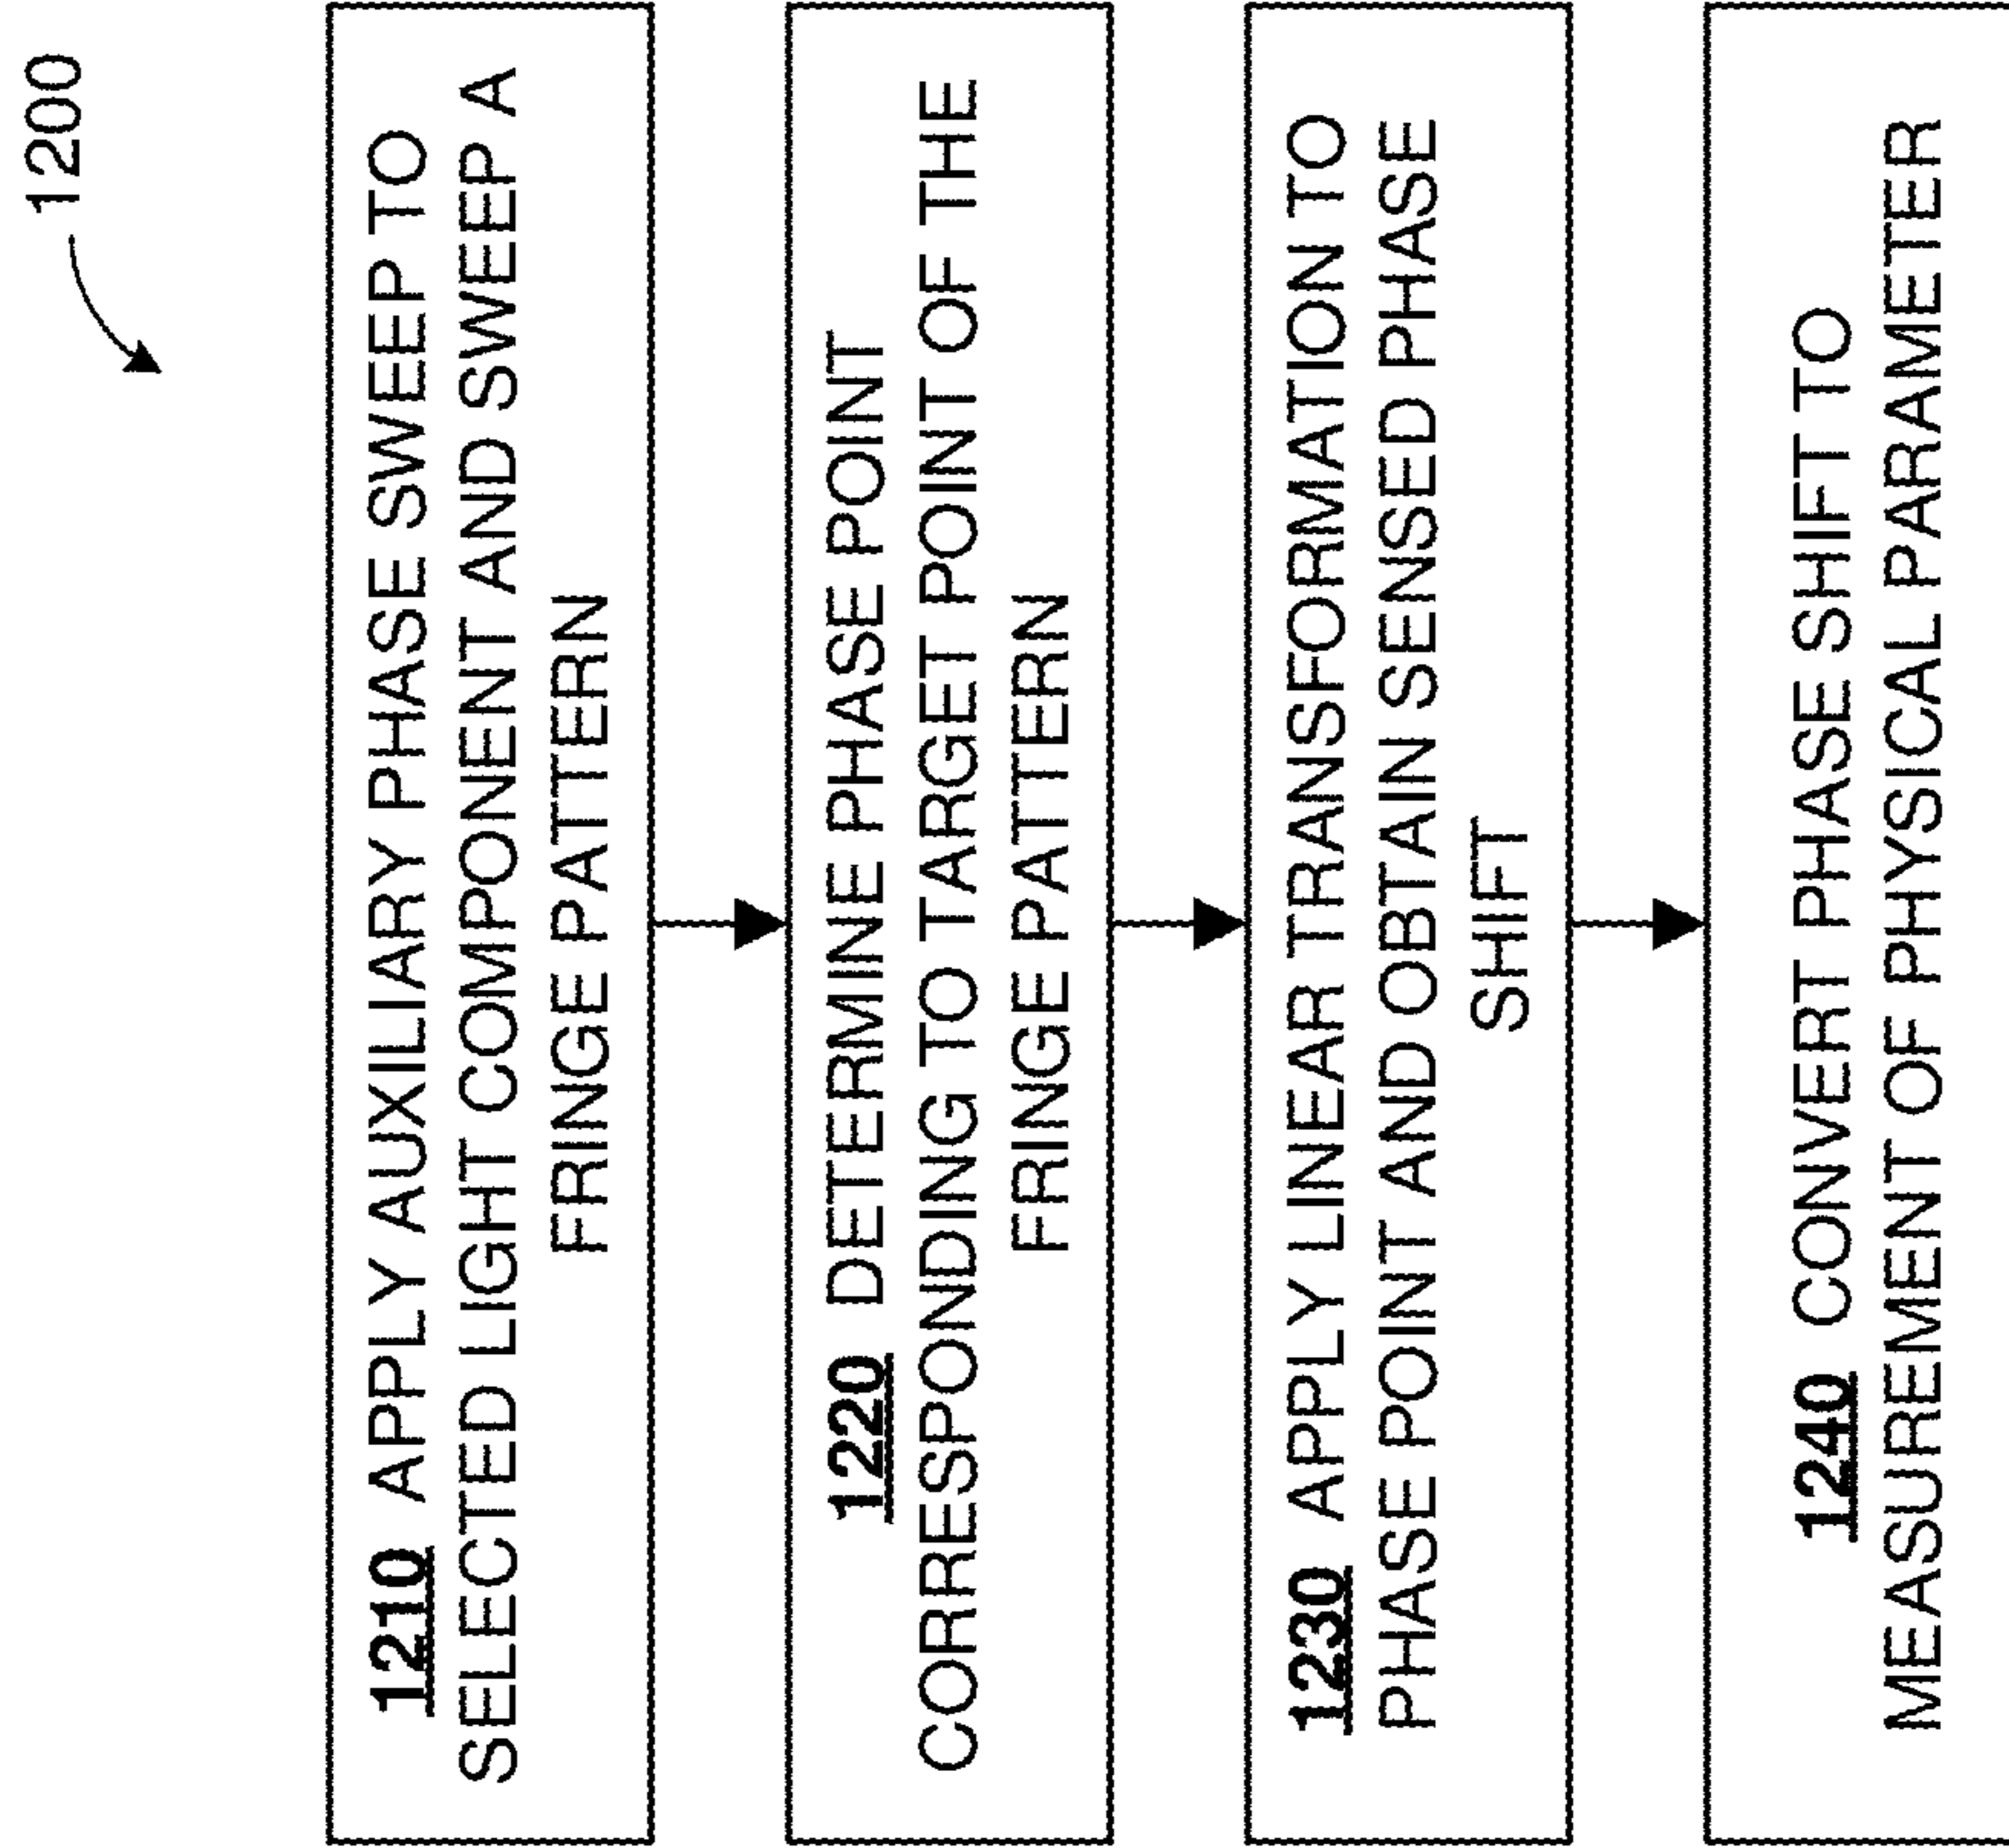 1200
1210 APPLY AUXILIARY PHASE SWEEP TO
SELECTED LIGHT COMPONENT AND SWEEP A
FRINGE PATTERN
1220 DETERMINE PHASE POINT
CORRESPONDING TO TARGET POINT OF THE
FRINGE PATTERN
1230 APPLY LINEAR TRANSFORMATION TO
PHASE POINT AND OBTAIN SENSED PHASE
SHIFT
1240 CONVERT PHASE SHIFT TO
MEASUREMENT OF PHYSICAL PARAMETER